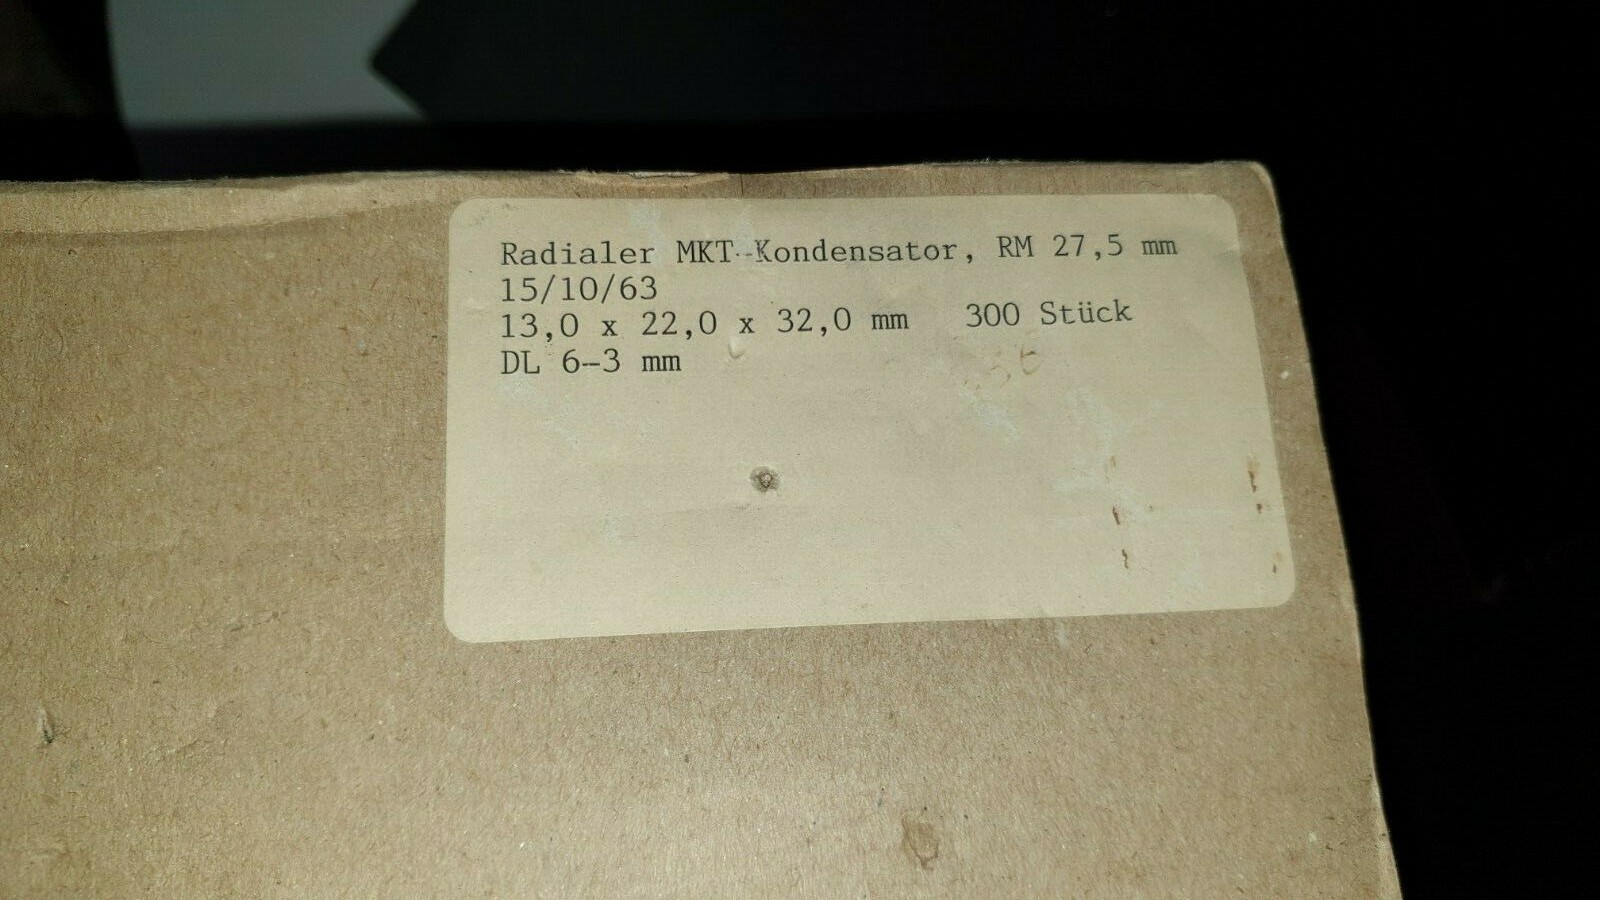 Radialer MKT-Kondensator, RM 27,5 mm
15/10/63
13,0 x 22,0 x 32,0 mm 300 Stück
DL 6-3 mm